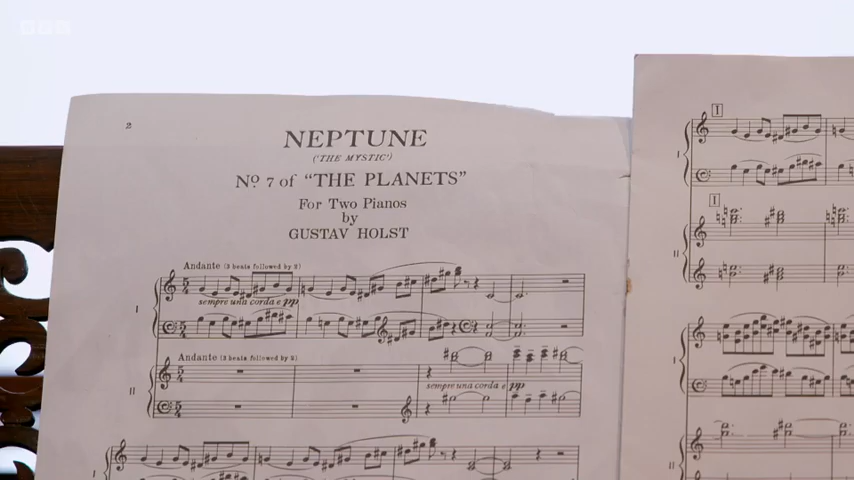 BBC
2
NEPTUNE
('THE MYSTIC')
Nº 7 of "THE PLANETS"
For Two Pianos
by
GUSTAV HOLST
Andante (3 beats followed by 2)
I
sempre una corda e pp
Andante (3 beats followed by 2)
II
sempre una corda e pp
I
I
I
I
II
I
II